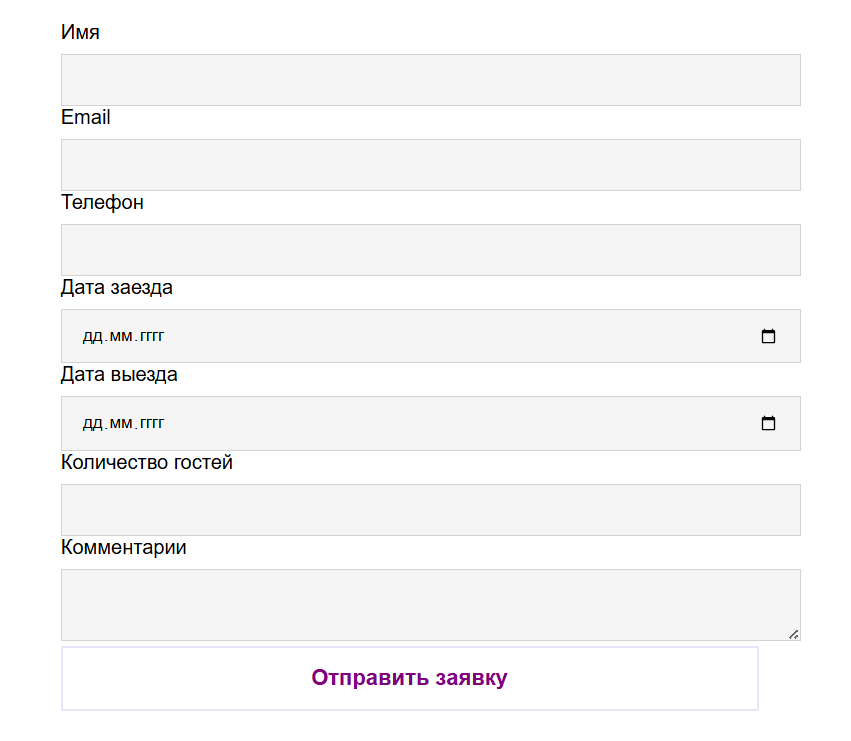 Имя
Email
Телефон
Дата заезда
дд.мм.гггг
Дата выезда
дд.мм.гггг
Количество гостей
Комментарии
Отправить заявку